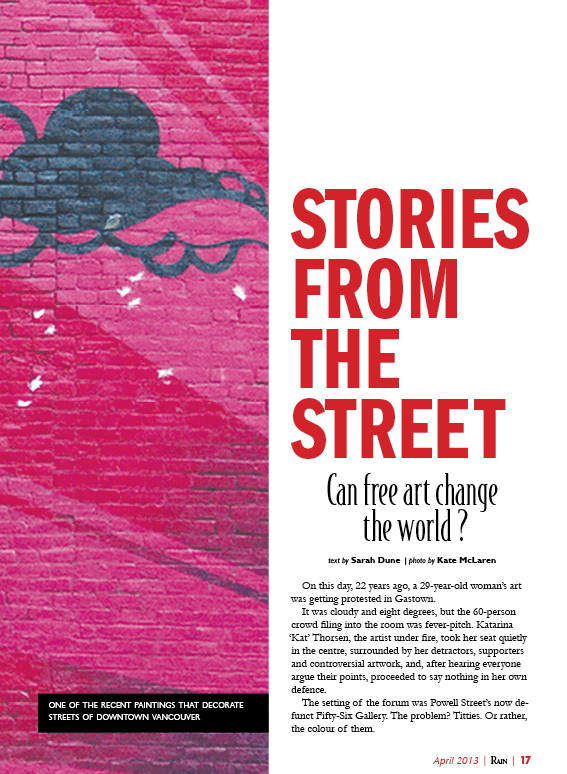 STORIES
FROM
THE
STREET
Can free art change
the world ?
text by Sarah Dune | photo by Kate McLaren
On this day, 22 years ago, a 29-year-old woman's art
was getting protested in Gastown.
It was cloudy and eight degrees, but the 60-person
crowd filing into the room was fever-pitch. Katarina
'Kat' Thorsen, the artist under fire, took her seat quietly
in the centre, surrounded by her detractors, supporters
and controversial artwork, and, after hearing everyone
argue their points, proceeded to say nothing in her own
defence.
The setting of the forum was Powell Street's now de-
funct Fifty-Six Gallery. The problem? Titties. Or rather,
the colour of them.
ONE OF THE RECENT PAINTINGS THAT DECORATE
STREETS OF DOWNTOWN VANCOUVER
April 2013 | RAIN | 17